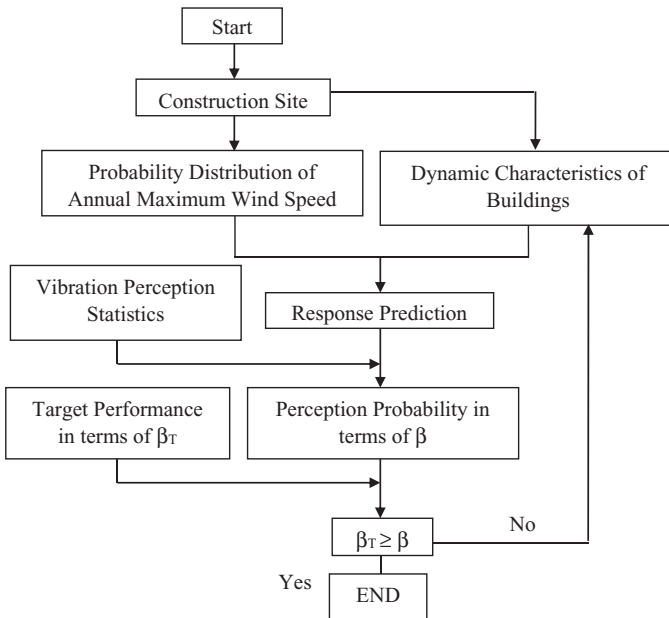 Start
Construction Site
Probability Distribution of
Annual Maximum Wind Speed
Dynamic Characteristics of
Buildings
Vibration Perception
Statistics
Response Prediction
Target Performance
in terms of βT
Perception Probability in
terms of β
βT ≥ β
No
Yes
END